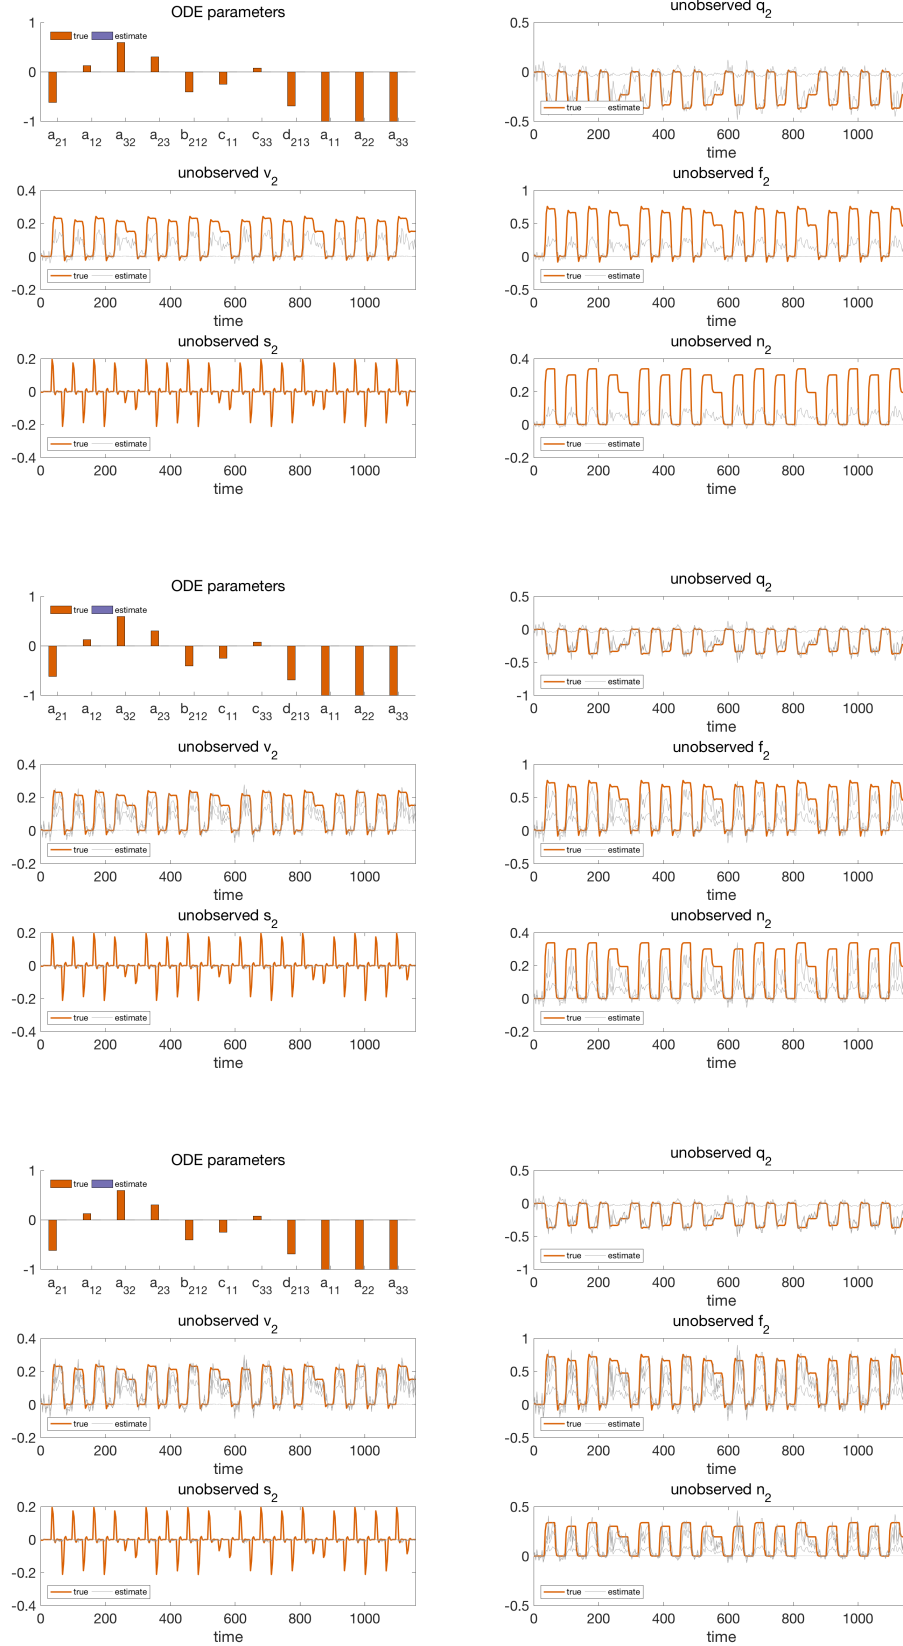 ODE parameters
1
0
-1
true estimate
a21 a12 a32 a23 b212 c11 c33 d213 a11 a22 a33
unobserved q2
0.5
0
-0.5
true estimate
0 200 400 600 800 1000
time
unobserved v2
0.4
0.2
0
-0.2
true estimate
0 200 400 600 800 1000
time
unobserved f2
1
0.5
0
-0.5
true estimate
0 200 400 600 800 1000
time
unobserved s2
0.2
0
-0.2
-0.4
true estimate
0 200 400 600 800 1000
time
unobserved n2
0.4
0.2
0
-0.2
true estimate
0 200 400 600 800 1000
time
ODE parameters
1
0
-1
true estimate
a21 a12 a32 a23 b212 c11 c33 d213 a11 a22 a33
unobserved q2
0.5
0
-0.5
-1
true estimate
0 200 400 600 800 1000
time
unobserved v2
0.4
0.2
0
-0.2
true estimate
0 200 400 600 800 1000
time
unobserved f2
1
0.5
0
-0.5
true estimate
0 200 400 600 800 1000
time
unobserved s2
0.2
0
-0.2
-0.4
true estimate
0 200 400 600 800 1000
time
unobserved n2
0.4
0.2
0
-0.2
true estimate
0 200 400 600 800 1000
time
ODE parameters
1
0
-1
true estimate
a21 a12 a32 a23 b212 c11 c33 d213 a11 a22 a33
unobserved q2
0.5
0
-0.5
-1
true estimate
0 200 400 600 800 1000
time
unobserved v2
0.4
0.2
0
-0.2
true estimate
0 200 400 600 800 1000
time
unobserved f2
1
0.5
0
-0.5
true estimate
0 200 400 600 800 1000
time
unobserved s2
0.2
0
-0.2
-0.4
true estimate
0 200 400 600 800 1000
time
unobserved n2
0.5
0
-0.5
true estimate
0 200 400 600 800 1000
time